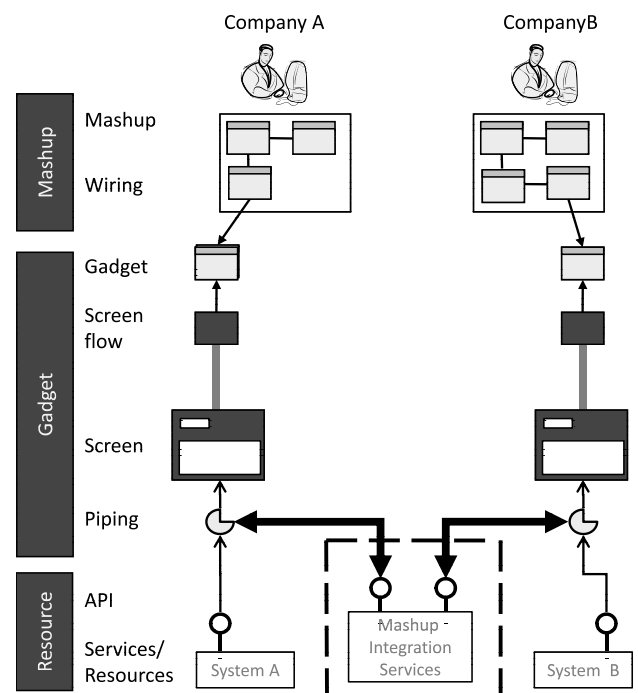 Company A
CompanyB
Mashup
Mashup
Wiring
Gadget
Gadget
Screen
flow
Screen
Piping
Resource
API
Services/
Resources
System A
Mashup
Integration
Services
System B